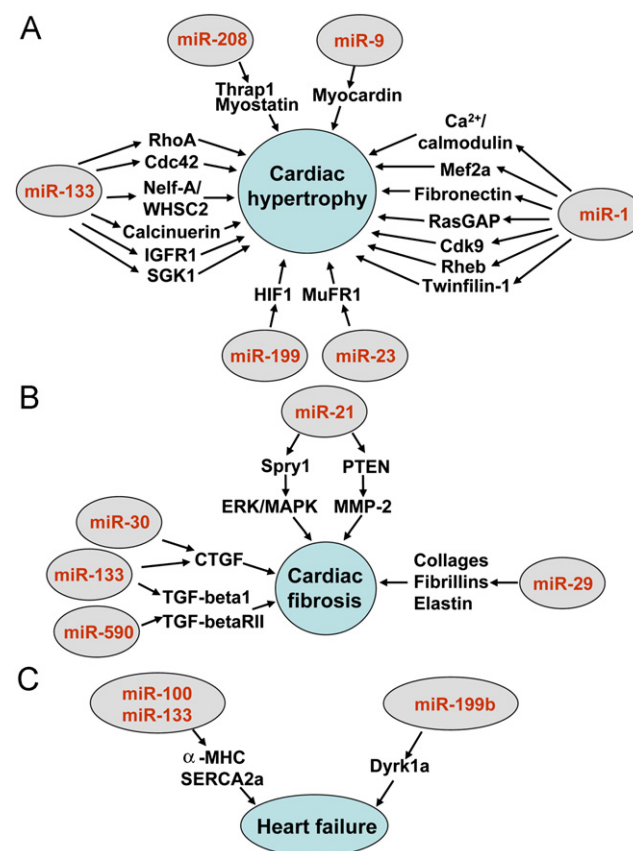 A
miR-208
miR-9
Thrap1
Myostatin
Myocardin
RhoA
Cdc42
Nelf-A/
WHSC2
Calcinuerin
IGFR1
SGK1
miR-133
Cardiac
hypertrophy
Ca²⁺/
calmodulin
Mef2a
Fibronectin
RasGAP
Cdk9
Rheb
Twinfilin-1
miR-1
HIF1
MuFR1
miR-199
miR-23
B
miR-21
Spry1
PTEN
ERK/MAPK
MMP-2
miR-30
miR-133
miR-590
CTGF
TGF-beta1
TGF-betaRII
Cardiac
fibrosis
Collages
Fibrillins
Elastin
miR-29
C
miR-100
miR-133
miR-199b
α-MHC
SERCA2a
Dyrk1a
Heart failure